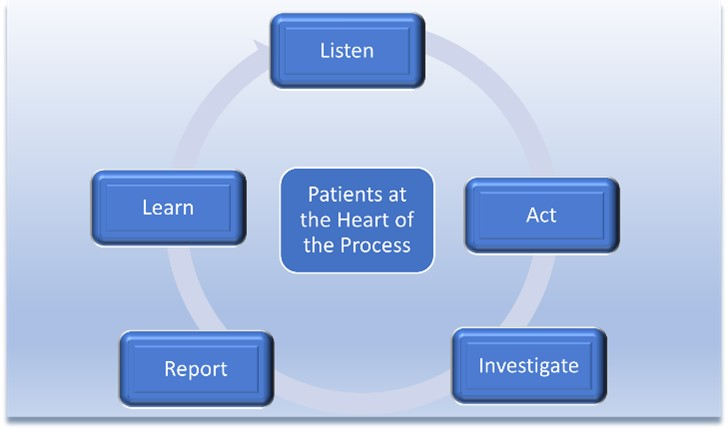 Listen
Patients at
the Heart of
the Process
Act
Learn
Investigate
Report